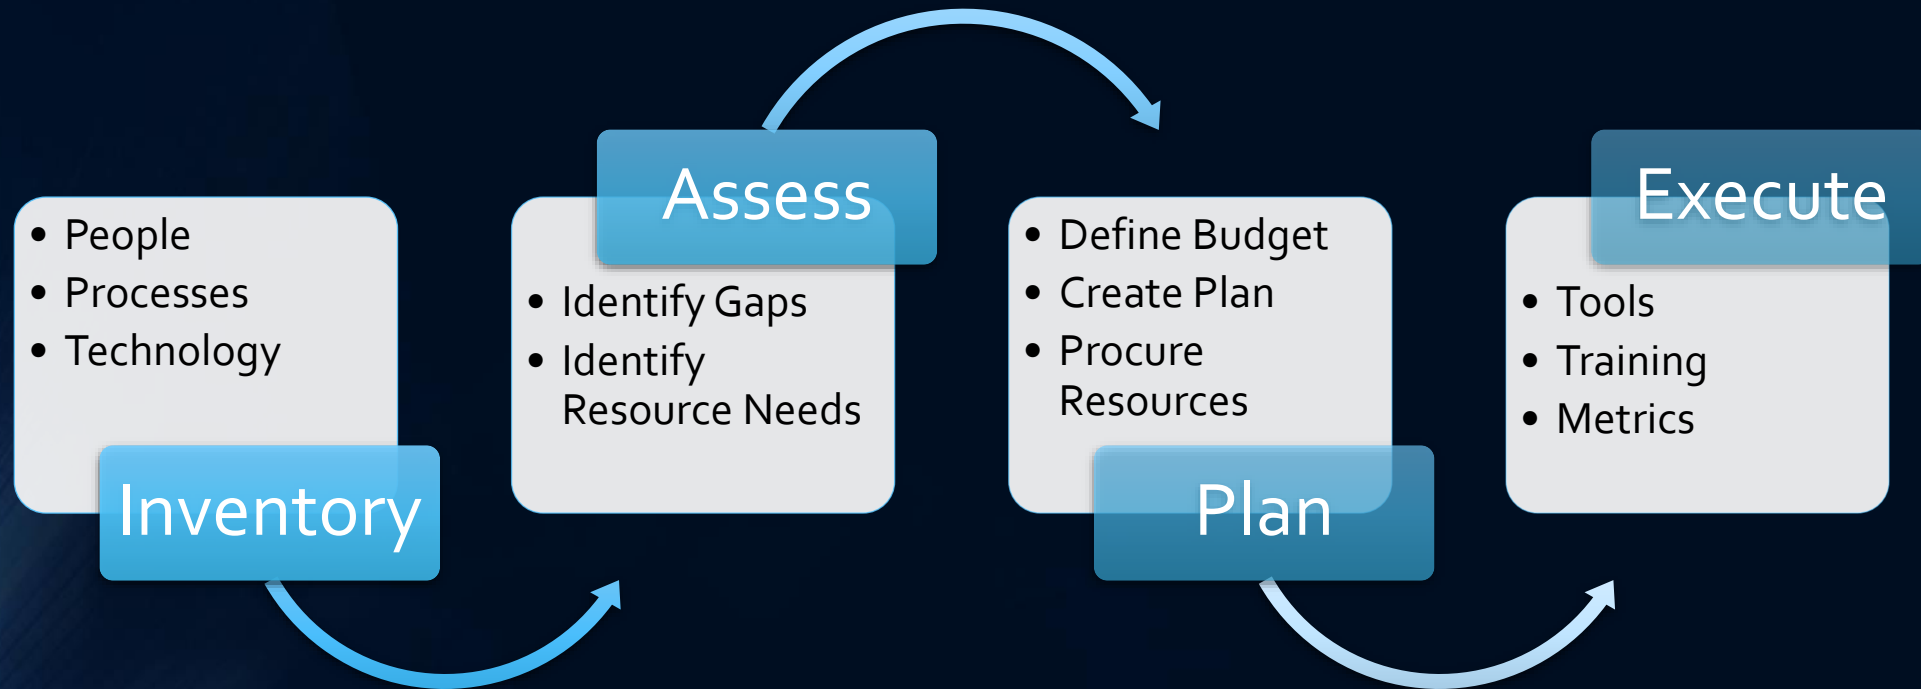 • People
• Processes
• Technology
Inventory
Assess
• Identify Gaps
• Identify
Resource Needs
• Define Budget
• Create Plan
• Procure
Resources
Plan
Execute
• Tools
• Training
• Metrics